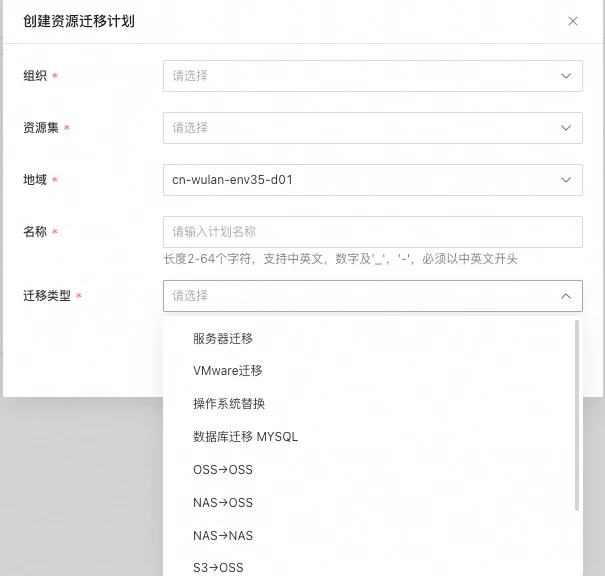 创建资源迁移计划
组织 *
请选择
资源集 *
请选择
地域 *
cn-wulan-env35-d01
名称 *
请输入计划名称
长度2-64个字符，支持中英文，数字及'_'，'-'，必须以中英文开头
迁移类型 *
请选择
服务器迁移
VMware迁移
操作系统替换
数据库迁移 MYSQL
OSS→OSS
NAS→OSS
NAS→NAS
S3→OSS